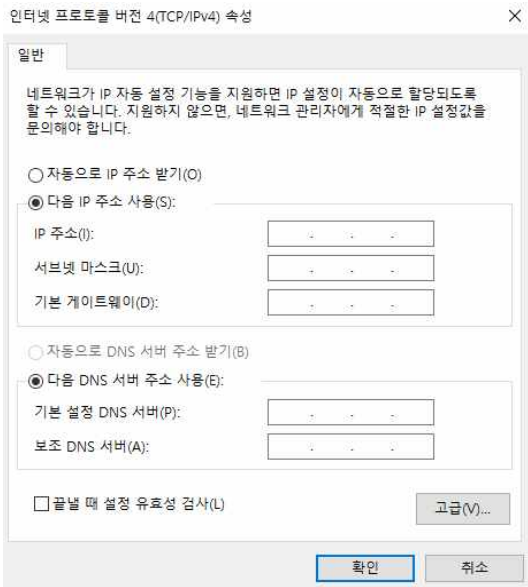 인터넷 프로토콜 버전 4(TCP/IPv4) 속성
일반
네트워크가 IP 자동 설정 기능을 지원하면 IP 설정이 자동으로 할당되도록
할 수 있습니다. 지원하지 않으면, 네트워크 관리자에게 적절한 IP 설정값을
문의해야 합니다.
자동으로 IP 주소 받기(O)
다음 IP 주소 사용(S):
IP 주소(I):
서브넷 마스크(U):
기본 게이트웨이(D):
자동으로 DNS 서버 주소 받기(B)
다음 DNS 서버 주소 사용(E):
기본 설정 DNS 서버(P):
보조 DNS 서버(A):
끝낼 때 설정 유효성 검사(L)
고급(V)...
확인
취소